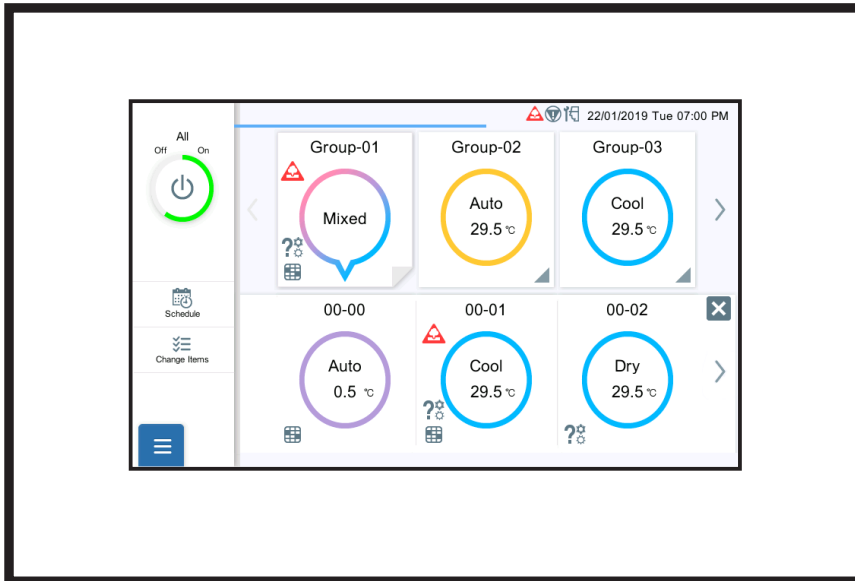 22/01/2019 Tue 07:00 PM
All
Off On
Group-01
Group-02
Group-03
Mixed
Auto
29.5 ℃
Cool
29.5 ℃
Schedule
Change Items
00-00
00-01
00-02
Auto
0.5 ℃
Cool
29.5 ℃
Dry
29.5 ℃